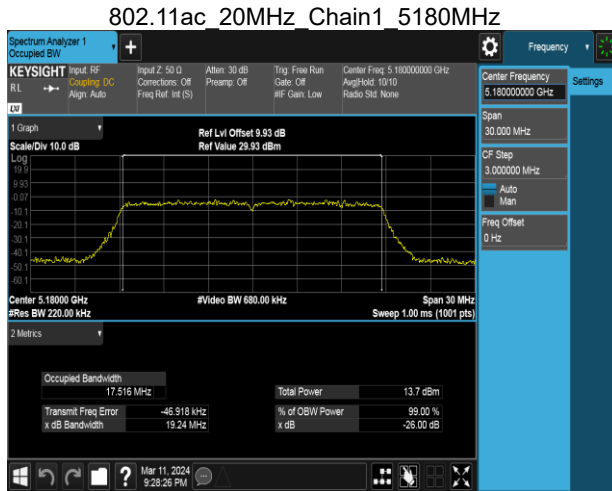 802.11ac_20MHz_Chain1_5180MHz
Spectrum Analyzer 1
Occupied BW
Frequency
KEYSIGHT
RL
LXI
Input: RF
Coupling: DC
Align: Auto
Input Z: 50 Ω
Corrections: Off
Freq Ref: Int (S)
Atten: 30 dB
Preamp: Off
Trig: Free Run
Gate: Off
#IF Gain: Low
Center Freq: 5.180000000 GHz
Avg|Hold: 10/10
Radio Std: None
Center Frequency
5.180000000 GHz
Settings
Span
30.000 MHz
CF Step
3.000000 MHz
Auto
Man
Freq Offset
0 Hz
1 Graph
Scale/Div 10.0 dB
Ref Lvl Offset 9.93 dB
Ref Value 29.93 dBm
Log
19.9
9.93
-0.07
-10.1
-20.1
-30.1
-40.1
-50.1
-60.1
Center 5.18000 GHz
#Res BW 220.00 kHz
#Video BW 680.00 kHz
Span 30 MHz
Sweep 1.00 ms (1001 pts)
2 Metrics
Occupied Bandwidth
17.516 MHz
Total Power 13.7 dBm
Transmit Freq Error -46.918 kHz
% of OBW Power 99.00 %
x dB Bandwidth 19.24 MHz
x dB -26.00 dB
?
Mar 11, 2024
9:28:26 PM